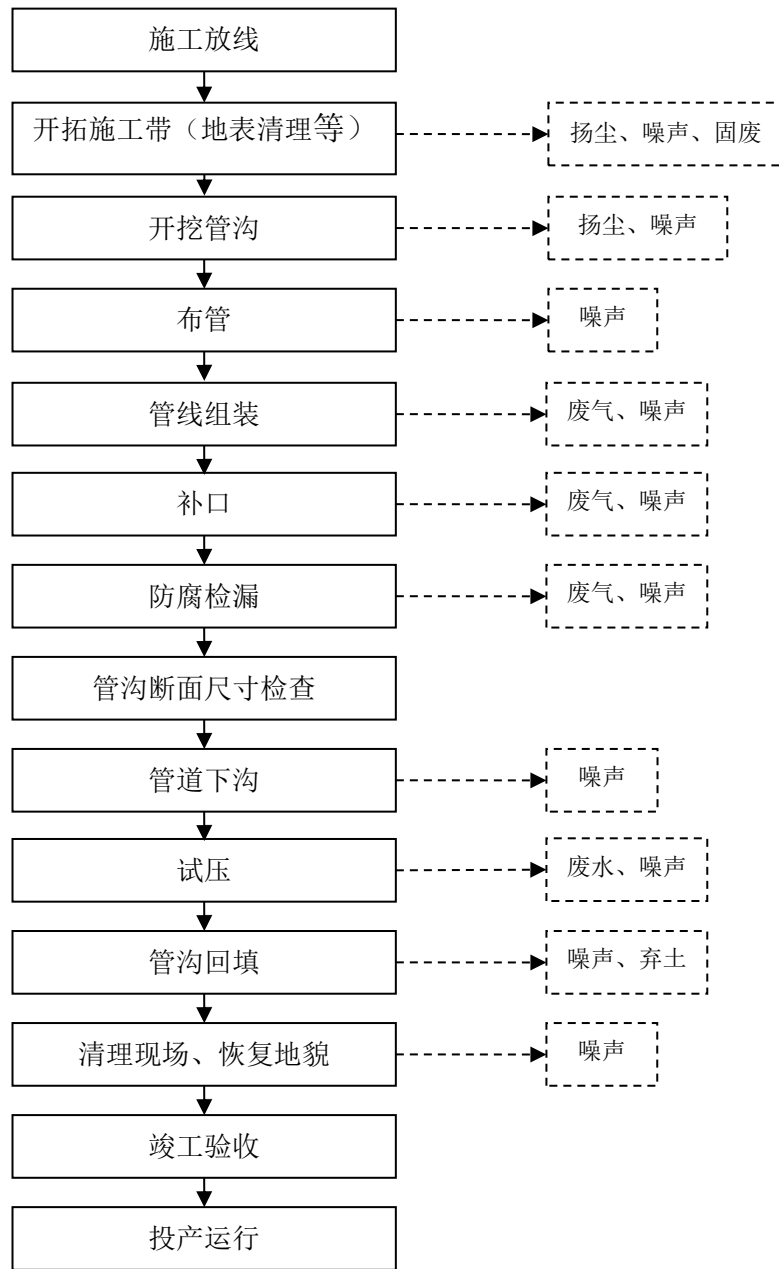 施工放线
开拓施工带（地表清理等）
扬尘、噪声、固废
开挖管沟
扬尘、噪声
布管
噪声
管线组装
废气、噪声
补口
废气、噪声
防腐检漏
废气、噪声
管沟断面尺寸检查
管道下沟
噪声
试压
废水、噪声
管沟回填
噪声、弃土
清理现场、恢复地貌
噪声
竣工验收
投产运行